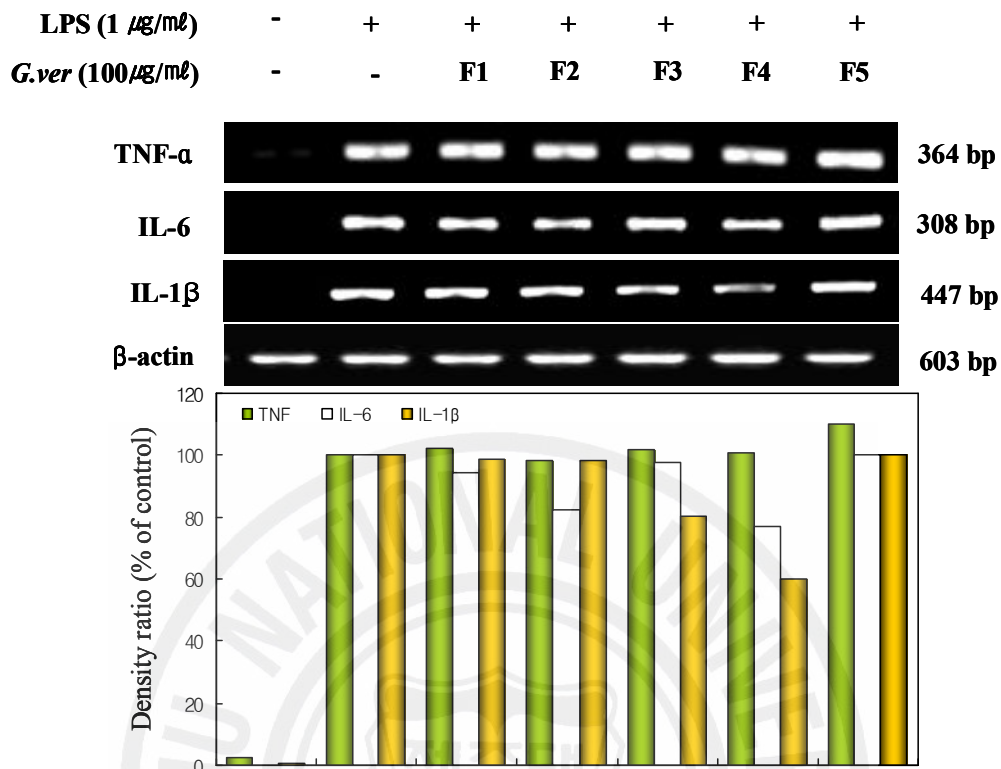 LPS (1 ㎍/㎖) - + + + + + +
G.ver (100㎍/㎖) - - F1 F2 F3 F4 F5
TNF-α 364 bp
IL-6 308 bp
IL-1β 447 bp
β-actin 603 bp
120
TNF IL-6 IL-1β
100
80
60
40
20
0
Density ratio (% of control)
U NATIONAL UNIVE